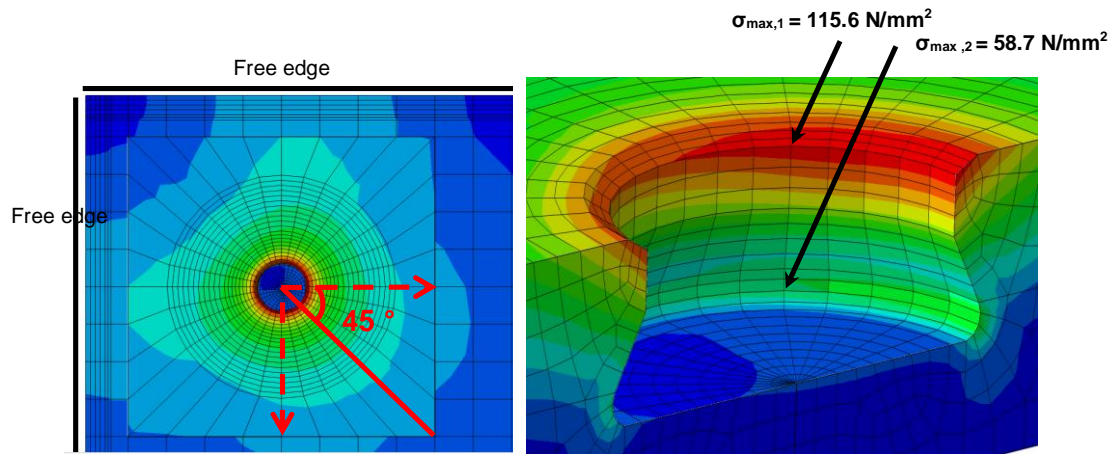 σmax,1 = 115.6 N/mm²
σmax ,2 = 58.7 N/mm²
Free edge
Free edge
45 °